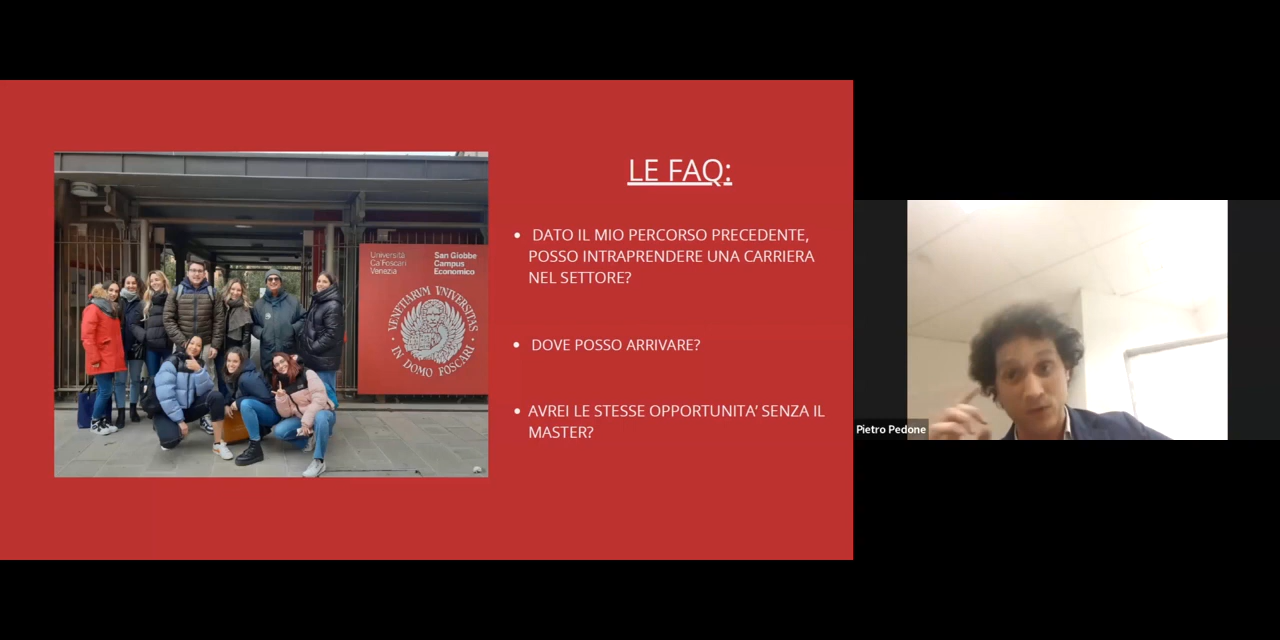 Università
Ca'Foscari
Venezia
San Giobbe
Campus
Economico
VENETIARVM VNIVERSITAS
IN DOMO FOSCARI
LE FAQ:
• DATO IL MIO PERCORSO PRECEDENTE,
POSSO INTRAPRENDERE UNA CARRIERA
NEL SETTORE?
• DOVE POSSO ARRIVARE?
• AVREI LE STESSE OPPORTUNITA’ SENZA IL
MASTER?
Pietro Pedone